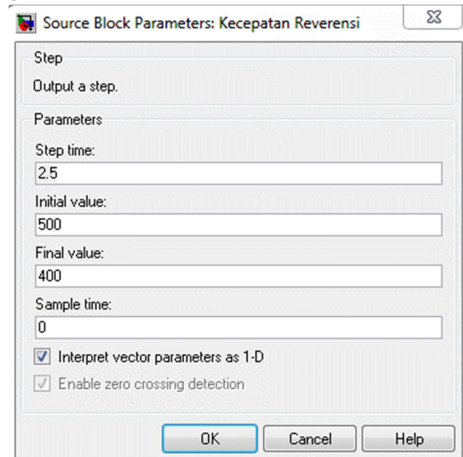 Source Block Parameters: Kecepatan Reverensi
Step
Output a step.
Parameters
Step time:
2.5
Initial value:
500
Final value:
400
Sample time:
0
Interpret vector parameters as 1-D
Enable zero crossing detection
OK Cancel Help